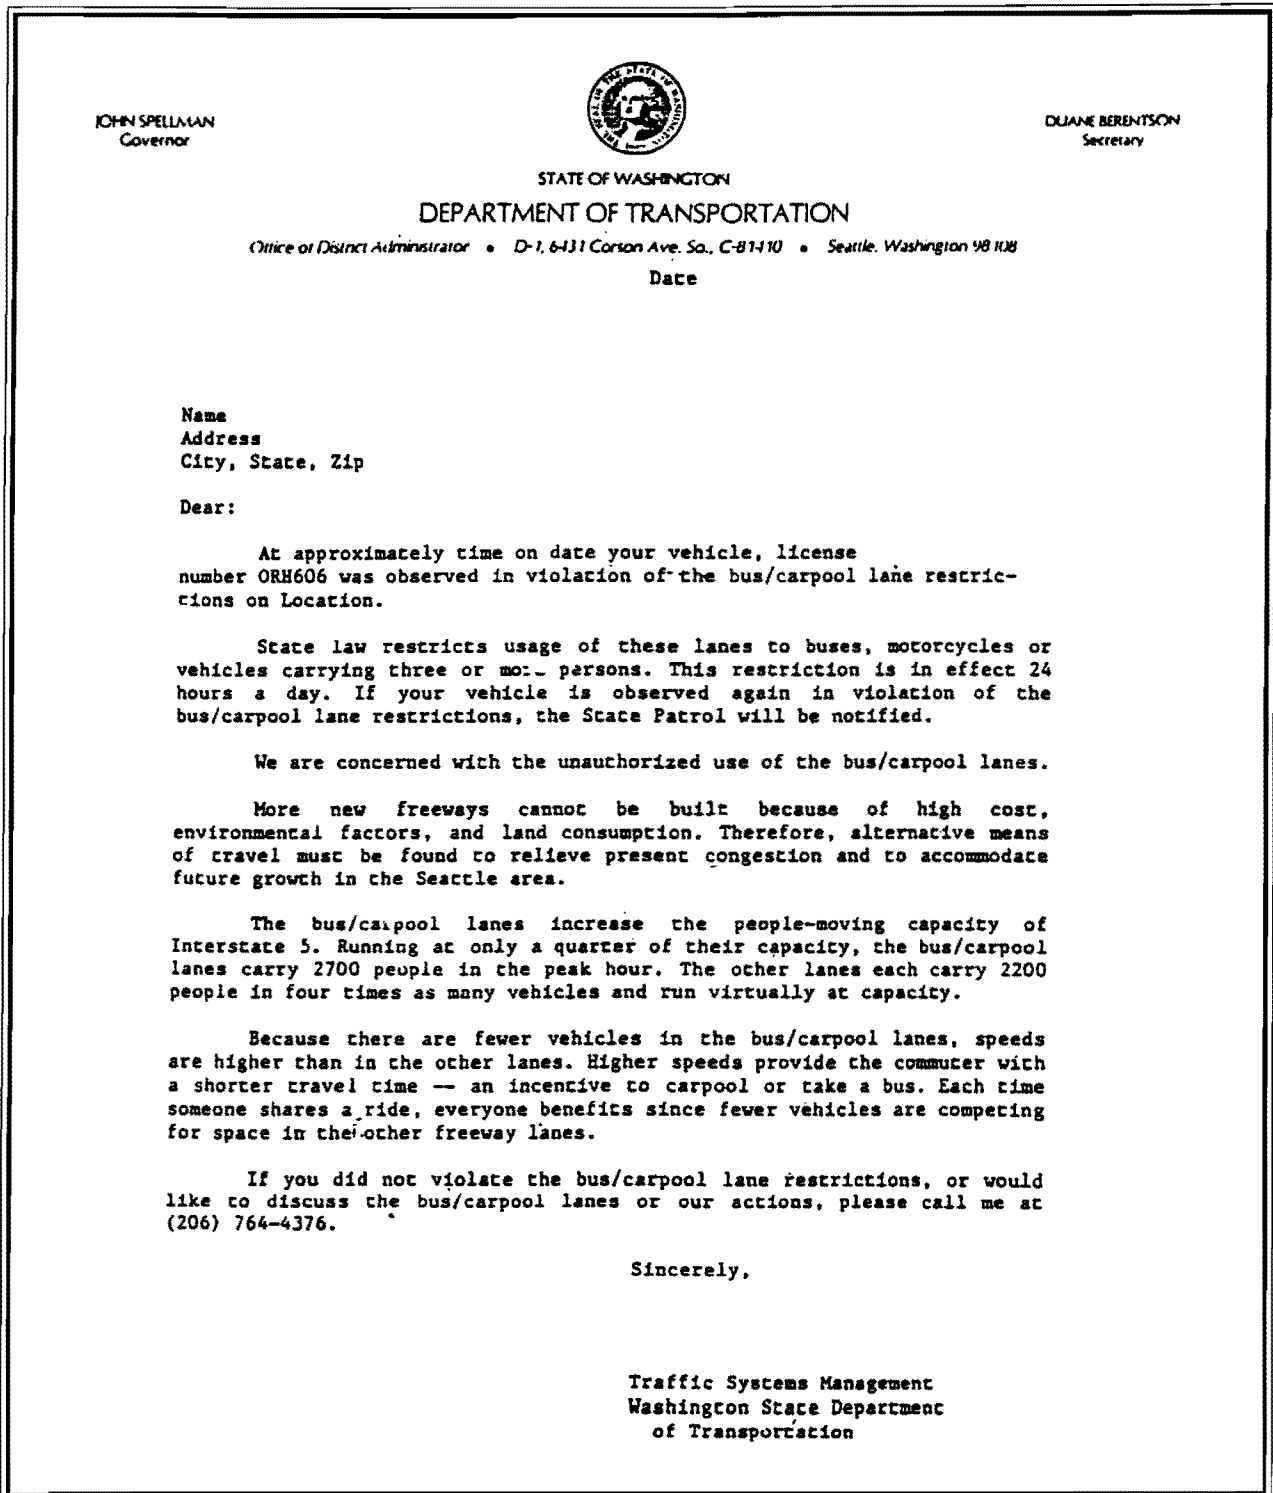 THE SEAL OF THE STATE OF WASHINGTON
JOHN SPELLMAN
Governor
DUANE BERENTSON
Secretary
STATE OF WASHINGTON
DEPARTMENT OF TRANSPORTATION
Office of District Administrator • D-1, 6431 Corson Ave. So., C-81410 • Seattle, Washington 98108
Date
Name
Address
City, State, Zip
Dear:
At approximately time on date your vehicle, license
number ORH606 was observed in violation of the bus/carpool lane restric-
tions on Location.
State law restricts usage of these lanes to buses, motorcycles or
vehicles carrying three or persons. This restriction is in effect 24
hours a day. If your vehicle is observed again in violation of the
bus/carpool lane restrictions, the State Patrol will be notified.
We are concerned with the unauthorized use of the bus/carpool lanes.
More new freeways cannot be built because of high cost,
environmental factors, and land consumption. Therefore, alternative means
of travel must be found to relieve present congestion and to accommodate
future growth in the Seattle area.
The bus/carpool lanes increase the people-moving capacity of
Interstate 5. Running at only a quarter of their capacity, the bus/carpool
lanes carry 2700 people in the peak hour. The other lanes each carry 2200
people in four times as many vehicles and run virtually at capacity.
Because there are fewer vehicles in the bus/carpool lanes, speeds
are higher than in the other lanes. Higher speeds provide the commuter with
a shorter travel time — an incentive to carpool or take a bus. Each time
someone shares a ride, everyone benefits since fewer vehicles are competing
for space in the other freeway lanes.
If you did not violate the bus/carpool lane restrictions, or would
like to discuss the bus/carpool lanes or our actions, please call me at
(206) 764-4376.
Sincerely,
Traffic Systems Management
Washington State Department
of Transportation